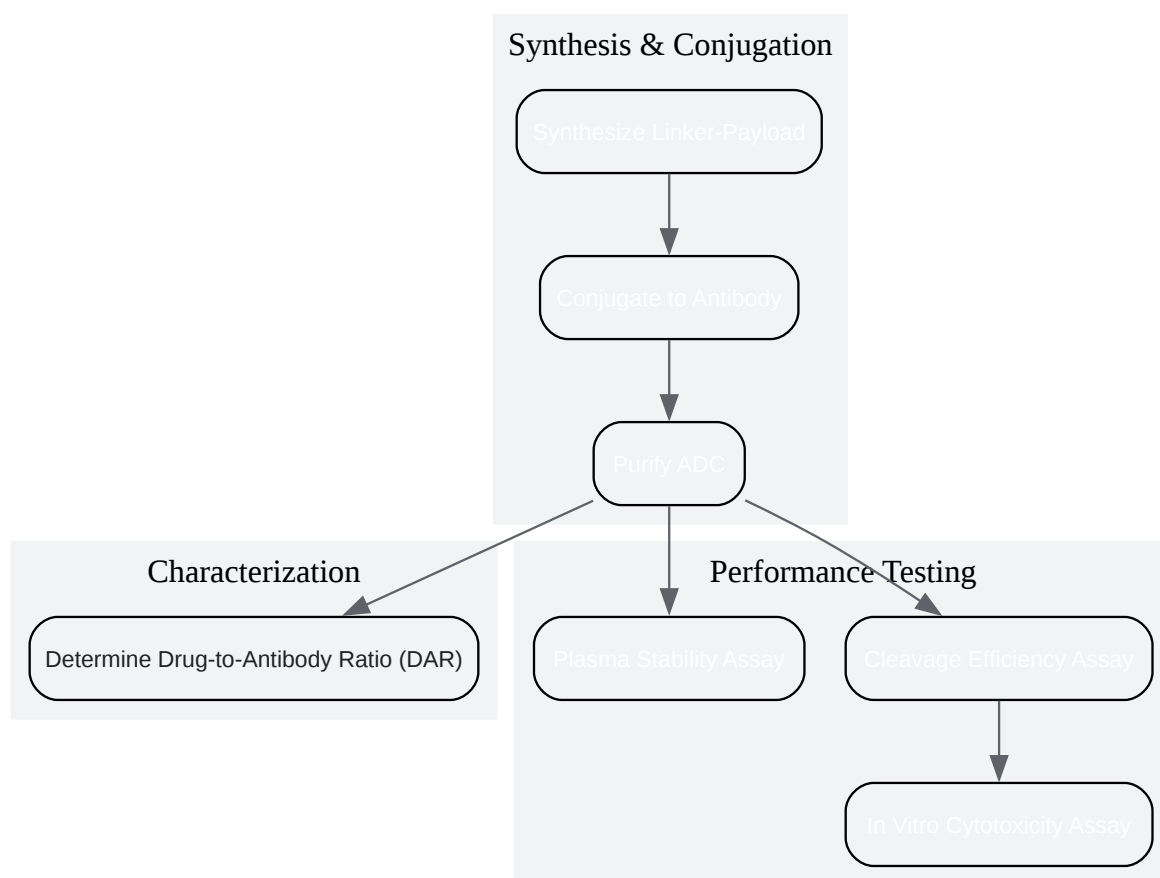 Synthesis & Conjugation
Synthesize Linker-Payload
Conjugate to Antibody
Purify ADC
Characterization
Performance Testing
Determine Drug-to-Antibody Ratio (DAR)
Plasma Stability Assay
Cleavage Efficiency Assay
In Vitro Cytotoxicity Assay